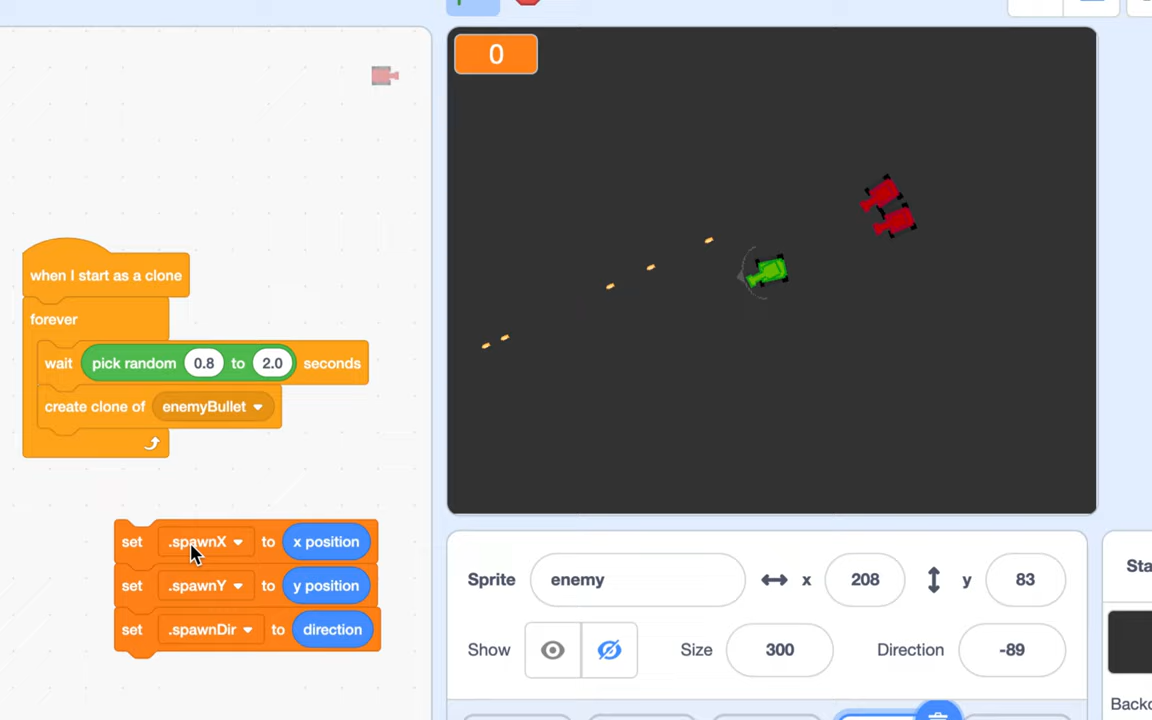 0
when I start as a clone
forever
wait pick random 0.8 to 2.0 seconds
create clone of enemyBullet
set .spawnX to x position
set .spawnY to y position
set .spawnDir to direction
Sprite enemy x 208 y 83
Show Size 300 Direction -89
Sta
Backd